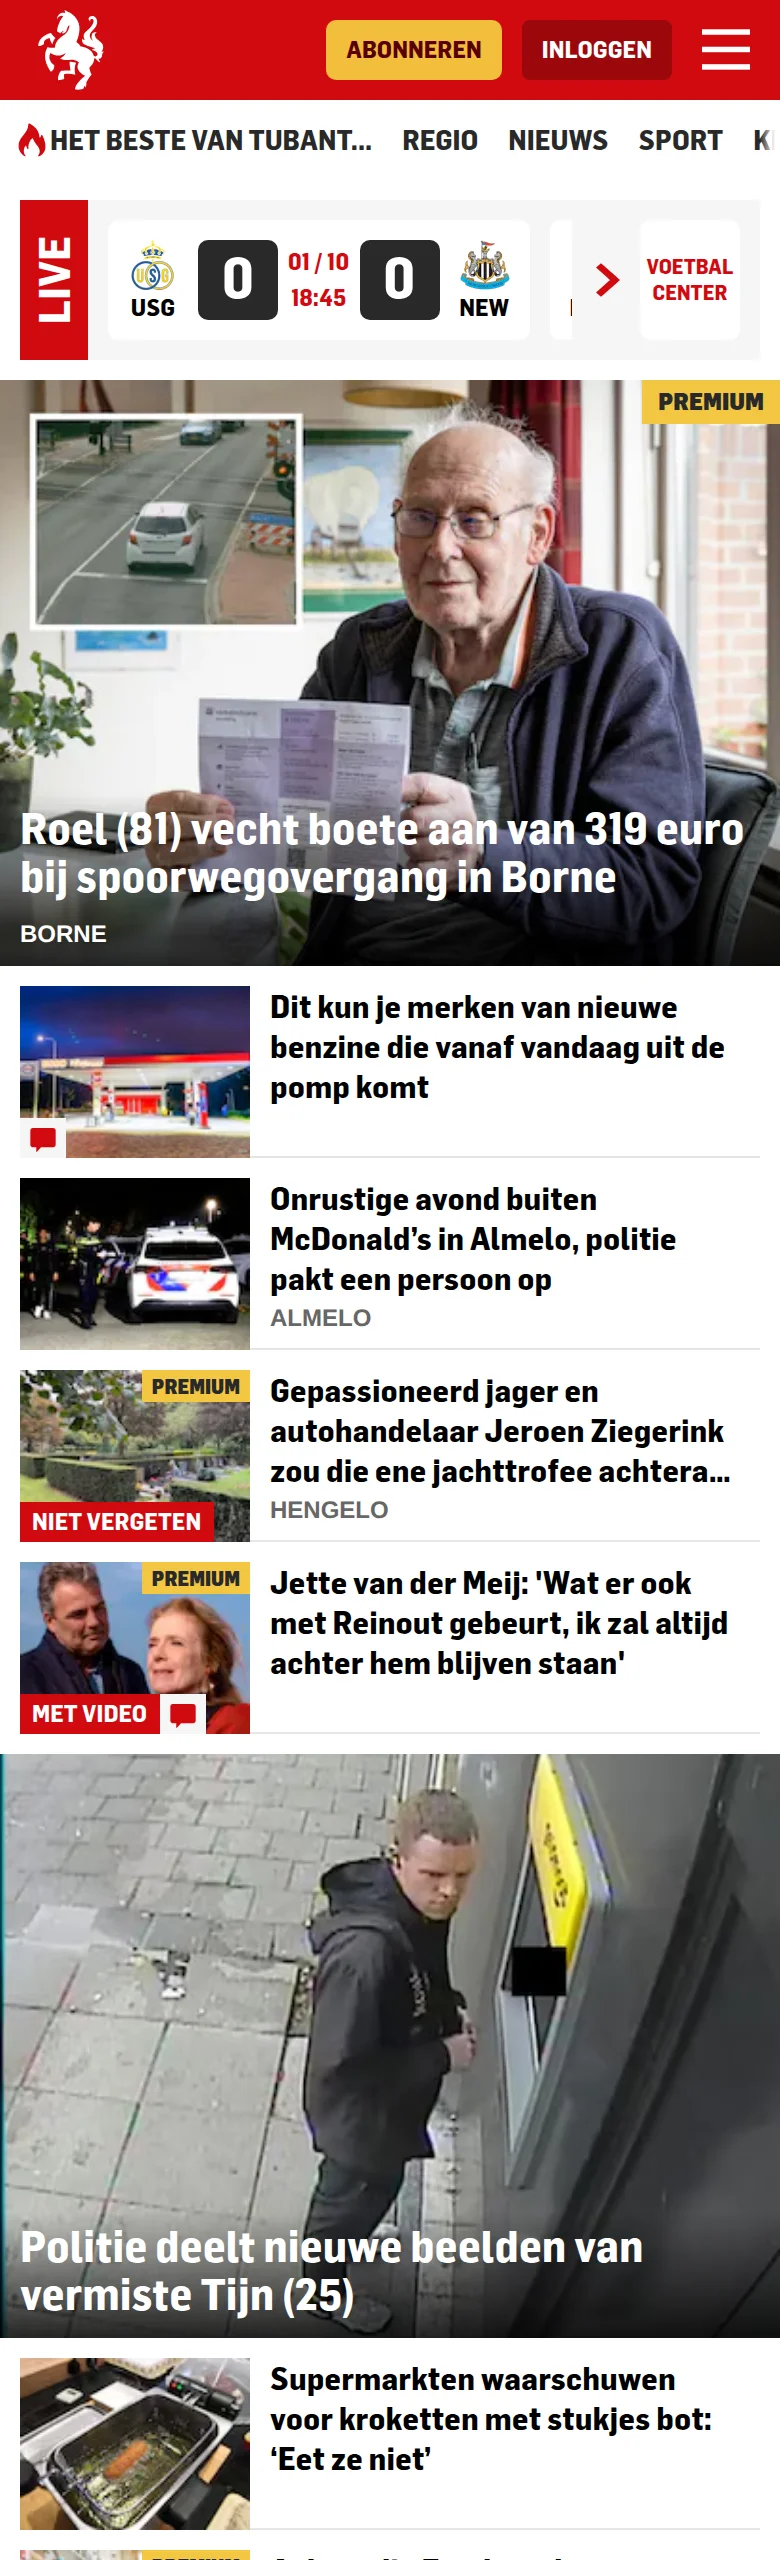 ABONNEREN
INLOGGEN
HET BESTE VAN TUBANT...
REGIO
NIEUWS
SPORT
LIVE
USG
0
01 / 10
18:45
0
NEW
VOETBAL
CENTER
PREMIUM
Roel (81) vecht boete aan van 319 euro
bij spoorwegovergang in Borne
BORNE
Dit kun je merken van nieuwe
benzine die vanaf vandaag uit de
pomp komt
Onrustige avond buiten
McDonald’s in Almelo, politie
pakt een persoon op
ALMELO
PREMIUM
NIET VERGETEN
Gepassioneerd jager en
autohandelaar Jeroen Ziegerink
zou die ene jachttrofee achtera...
HENGELO
PREMIUM
MET VIDEO
Jette van der Meij: 'Wat er ook
met Reinout gebeurt, ik zal altijd
achter hem blijven staan'
Politie deelt nieuwe beelden van
vermiste Tijn (25)
Supermarkten waarschuwen
voor kroketten met stukjes bot:
‘Eet ze niet’